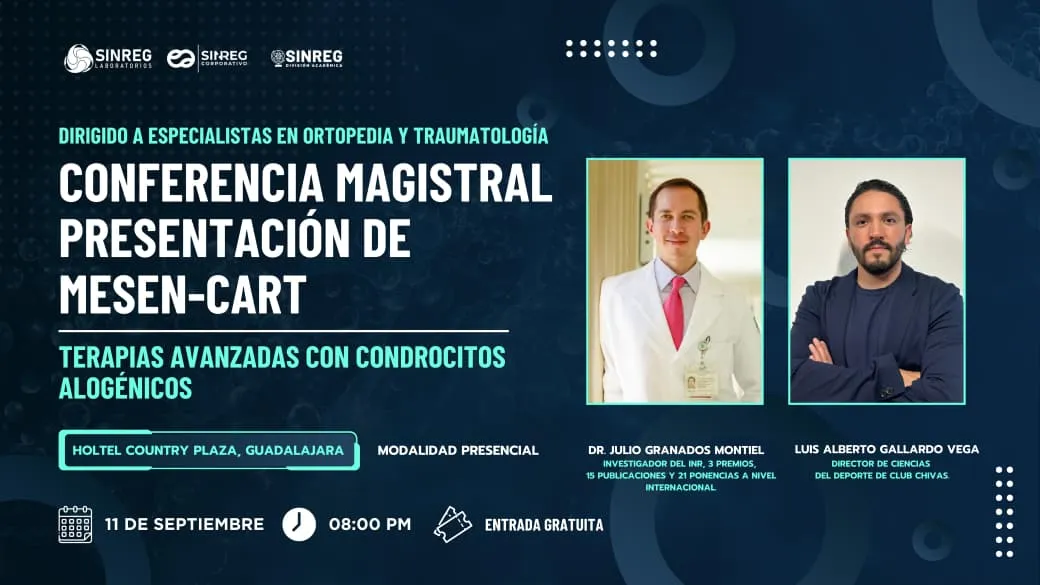 SINREG
LABORATORIOS
SINREG
CORPORATIVO
SINREG
DIVISIÓN ACADÉMICA
DIRIGIDO A ESPECIALISTAS EN ORTOPEDIA Y TRAUMATOLOGÍA
CONFERENCIA MAGISTRAL
PRESENTACIÓN DE
MESEN-CART
TERAPIAS AVANZADAS CON CONDROCITOS
ALOGÉNICOS
HOLTEL COUNTRY PLAZA, GUADALAJARA
MODALIDAD PRESENCIAL
DR. JULIO GRANADOS MONTIEL
INVESTIGADOR DEL INR, 3 PREMIOS,
15 PUBLICACIONES Y 21 PONENCIAS A NIVEL
INTERNACIONAL.
LUIS ALBERTO GALLARDO VEGA
DIRECTOR DE CIENCIAS
DEL DEPORTE DE CLUB CHIVAS.
11 DE SEPTIEMBRE
08:00 PM
ENTRADA GRATUITA